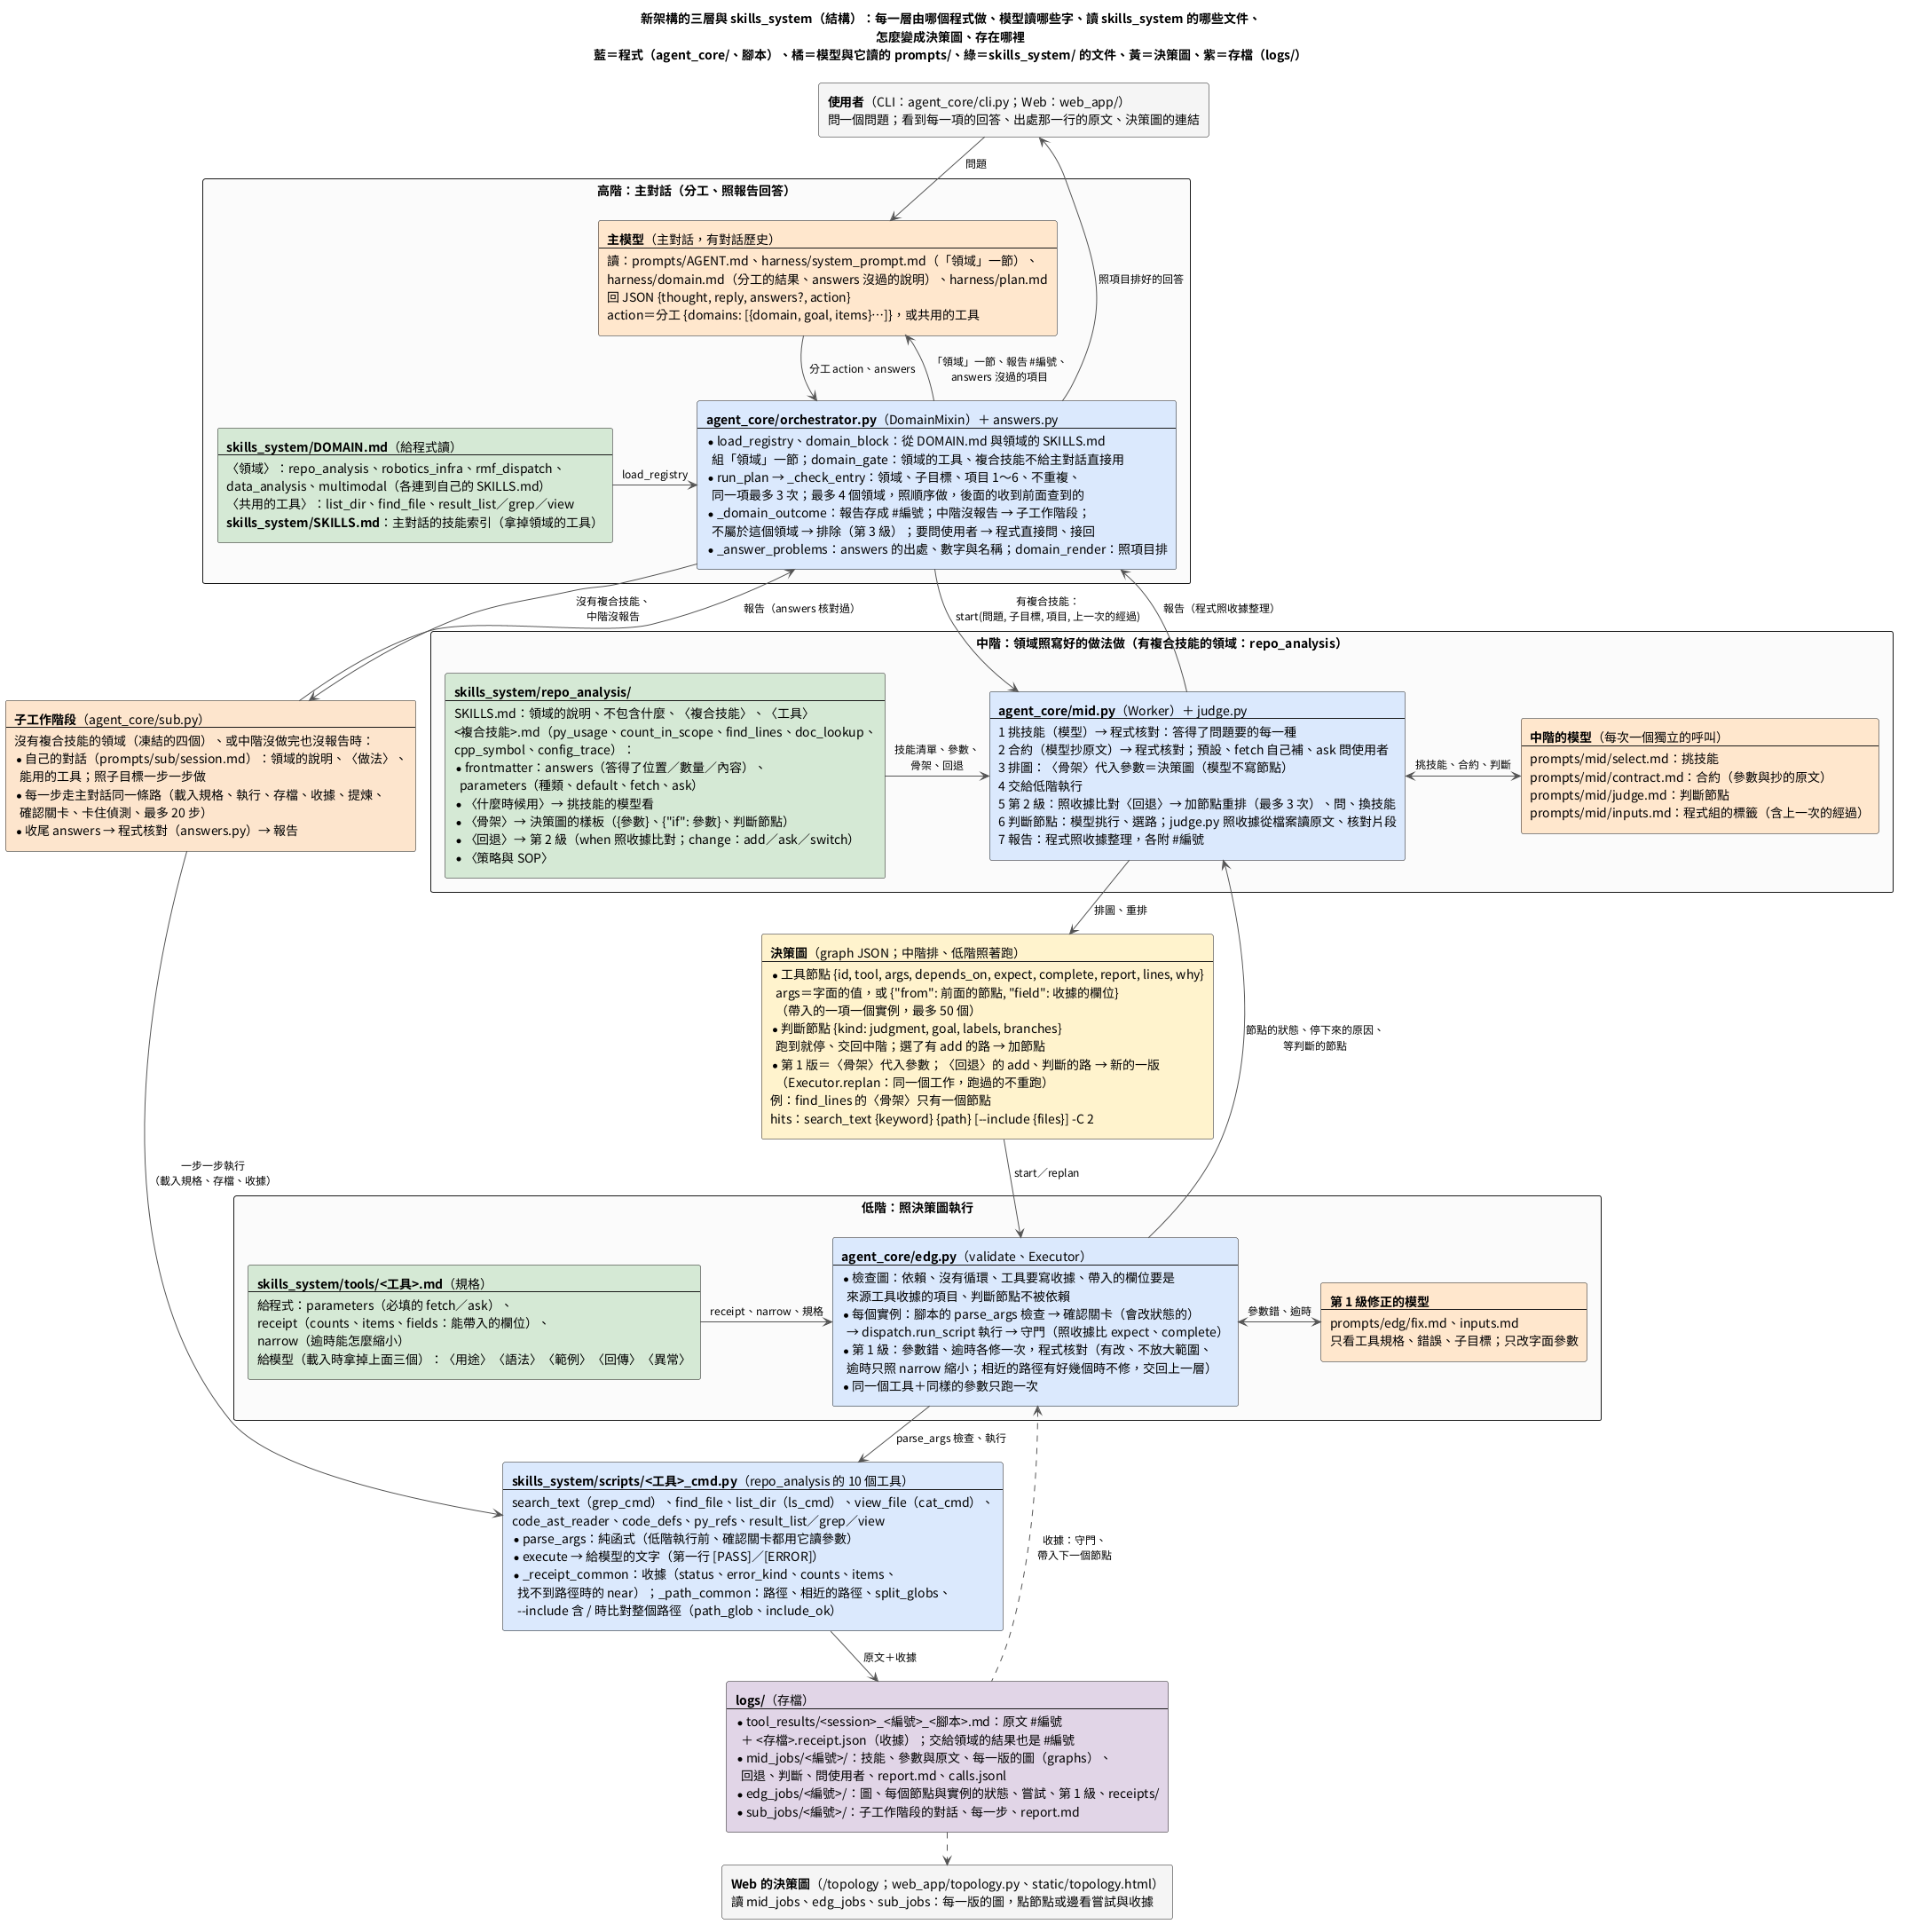 新架構的三層與 skills_system（結構）：每一層由哪個程式做、模型讀哪些字、讀 skills_system 的哪些文件、
怎麼變成決策圖、存在哪裡
藍＝程式（agent_core/、腳本）、橘＝模型與它讀的 prompts/、綠＝skills_system/ 的文件、黃＝決策圖、紫＝存檔（logs/）
使用者（CLI：agent_core/cli.py；Web：web_app/）
問一個問題；看到每一項的回答、出處那一行的原文、決策圖的連結
問題
高階：主對話（分工、照報告回答）
主模型（主對話，有對話歷史）
讀：prompts/AGENT.md、harness/system_prompt.md（「領域」一節）、
harness/domain.md（分工的結果、answers 沒過的說明）、harness/plan.md
回 JSON {thought, reply, answers?, action}
action＝分工 {domains: [{domain, goal, items}…]}，或共用的工具
照項目排好的回答
分工 action、answers
「領域」一節、報告 #編號、
answers 沒過的項目
skills_system/DOMAIN.md（給程式讀）
〈領域〉：repo_analysis、robotics_infra、rmf_dispatch、
data_analysis、multimodal（各連到自己的 SKILLS.md）
〈共用的工具〉：list_dir、find_file、result_list／grep／view
skills_system/SKILLS.md：主對話的技能索引（拿掉領域的工具）
load_registry
agent_core/orchestrator.py（DomainMixin）＋ answers.py
• load_registry、domain_block：從 DOMAIN.md 與領域的 SKILLS.md
組「領域」一節；domain_gate：領域的工具、複合技能不給主對話直接用
• run_plan → _check_entry：領域、子目標、項目 1～6、不重複、
同一項最多 3 次；最多 4 個領域，照順序做，後面的收到前面查到的
• _domain_outcome：報告存成 #編號；中階沒報告 → 子工作階段；
不屬於這個領域 → 排除（第 3 級）；要問使用者 → 程式直接問、接回
• _answer_problems：answers 的出處、數字與名稱；domain_render：照項目排
沒有複合技能、
中階沒報告
報告（answers 核對過）
有複合技能：
start(問題, 子目標, 項目, 上一次的經過)
報告（程式照收據整理）
中階：領域照寫好的做法做（有複合技能的領域：repo_analysis）
子工作階段（agent_core/sub.py）
沒有複合技能的領域（凍結的四個）、或中階沒做完也沒報告時：
• 自己的對話（prompts/sub/session.md）：領域的說明、〈做法〉、
能用的工具；照子目標一步一步做
• 每一步走主對話同一條路（載入規格、執行、存檔、收據、提煉、
確認關卡、卡住偵測、最多 20 步）
• 收尾 answers → 程式核對（answers.py）→ 報告
skills_system/repo_analysis/
SKILLS.md：領域的說明、不包含什麼、〈複合技能〉、〈工具〉
<複合技能>.md（py_usage、count_in_scope、find_lines、doc_lookup、
cpp_symbol、config_trace）：
• frontmatter：answers（答得了位置／數量／內容）、
parameters（種類、default、fetch、ask）
• 〈什麼時候用〉→ 挑技能的模型看
• 〈骨架〉→ 決策圖的樣板（{參數}、{"if": 參數}、判斷節點）
• 〈回退〉→ 第 2 級（when 照收據比對；change：add／ask／switch）
• 〈策略與 SOP〉
技能清單、參數、
骨架、回退
agent_core/mid.py（Worker）＋ judge.py
1 挑技能（模型）→ 程式核對：答得了問題要的每一種
2 合約（模型抄原文）→ 程式核對；預設、fetch 自己補、ask 問使用者
3 排圖：〈骨架〉代入參數＝決策圖（模型不寫節點）
4 交給低階執行
5 第 2 級：照收據比對〈回退〉→ 加節點重排（最多 3 次）、問、換技能
6 判斷節點：模型挑行、選路；judge.py 照收據從檔案讀原文、核對片段
7 報告：程式照收據整理，各附 #編號
挑技能、合約、判斷
中階的模型（每次一個獨立的呼叫）
prompts/mid/select.md：挑技能
prompts/mid/contract.md：合約（參數與抄的原文）
prompts/mid/judge.md：判斷節點
prompts/mid/inputs.md：程式組的標籤（含上一次的經過）
排圖、重排
決策圖（graph JSON；中階排、低階照著跑）
• 工具節點 {id, tool, args, depends_on, expect, complete, report, lines, why}
args＝字面的值，或 {"from": 前面的節點, "field": 收據的欄位}
（帶入的一項一個實例，最多 50 個）
• 判斷節點 {kind: judgment, goal, labels, branches}
跑到就停、交回中階；選了有 add 的路 → 加節點
• 第 1 版＝〈骨架〉代入參數；〈回退〉的 add、判斷的路 → 新的一版
（Executor.replan：同一個工作，跑過的不重跑）
例：find_lines 的〈骨架〉只有一個節點
hits：search_text {keyword} {path} [--include {files}] -C 2
節點的狀態、停下來的原因、
等判斷的節點
一步一步執行
（載入規格、存檔、收據）
start／replan
低階：照決策圖執行
skills_system/tools/<工具>.md（規格）
給程式：parameters（必填的 fetch／ask）、
receipt（counts、items、fields：能帶入的欄位）、
narrow（逾時能怎麼縮小）
給模型（載入時拿掉上面三個）：〈用途〉〈語法〉〈範例〉〈回傳〉〈異常〉
receipt、narrow、規格
agent_core/edg.py（validate、Executor）
• 檢查圖：依賴、沒有循環、工具要寫收據、帶入的欄位要是
來源工具收據的項目、判斷節點不被依賴
• 每個實例：腳本的 parse_args 檢查 → 確認關卡（會改狀態的）
→ dispatch.run_script 執行 → 守門（照收據比 expect、complete）
• 第 1 級：參數錯、逾時各修一次，程式核對（有改、不放大範圍、
逾時只照 narrow 縮小；相近的路徑有好幾個時不修，交回上一層）
• 同一個工具＋同樣的參數只跑一次
參數錯、逾時
第 1 級修正的模型
prompts/edg/fix.md、inputs.md
只看工具規格、錯誤、子目標；只改字面參數
parse_args 檢查、執行
skills_system/scripts/<工具>_cmd.py（repo_analysis 的 10 個工具）
search_text（grep_cmd）、find_file、list_dir（ls_cmd）、view_file（cat_cmd）、
code_ast_reader、code_defs、py_refs、result_list／grep／view
• parse_args：純函式（低階執行前、確認關卡都用它讀參數）
• execute → 給模型的文字（第一行 [PASS]／[ERROR]）
• _receipt_common：收據（status、error_kind、counts、items、
找不到路徑時的 near）；_path_common：路徑、相近的路徑、split_globs、
--include 含 / 時比對整個路徑（path_glob、include_ok）
收據：守門、
帶入下一個節點
原文＋收據
logs/（存檔）
• tool_results/<session>_<編號>_<腳本>.md：原文 #編號
＋ <存檔>.receipt.json（收據）；交給領域的結果也是 #編號
• mid_jobs/<編號>/：技能、參數與原文、每一版的圖（graphs）、
回退、判斷、問使用者、report.md、calls.jsonl
• edg_jobs/<編號>/：圖、每個節點與實例的狀態、嘗試、第 1 級、receipts/
• sub_jobs/<編號>/：子工作階段的對話、每一步、report.md
Web 的決策圖（/topology；web_app/topology.py、static/topology.html）
讀 mid_jobs、edg_jobs、sub_jobs：每一版的圖，點節點或邊看嘗試與收據